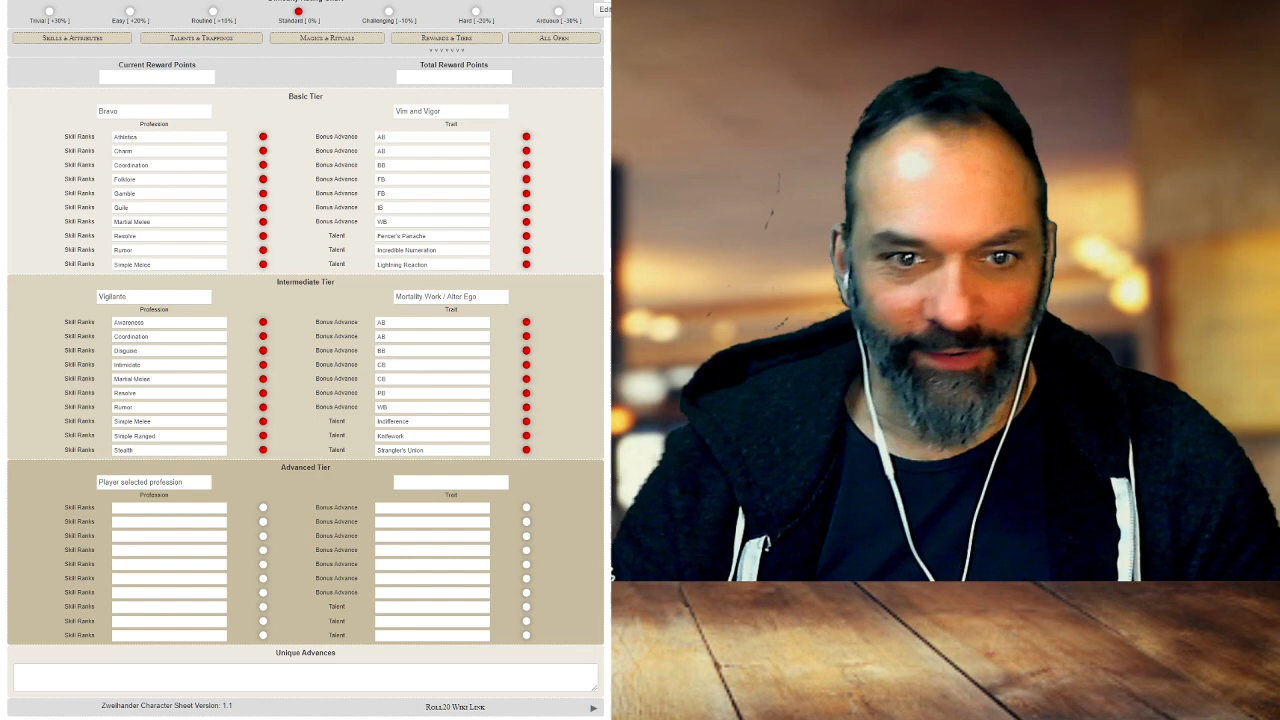 Trivial [ +30% ] Easy [ +20% ] Routine [ +10% ] Standard [ 0% ] Challenging [ -10% ] Hard [ -20% ] Arduous [ -30% ]
Skills & Attributes Talents & Trappings Magick & Rituals Rewards & Tiers All Open
Current Reward Points Total Reward Points
Basic Tier
Bravo Vim and Vigor
Profession Trait
Skill Ranks Athletics Bonus Advance AB
Skill Ranks Charm Bonus Advance AB
Skill Ranks Coordination Bonus Advance BB
Skill Ranks Folklore Bonus Advance FB
Skill Ranks Gamble Bonus Advance FB
Skill Ranks Guile Bonus Advance IB
Skill Ranks Martial Melee Bonus Advance WB
Skill Ranks Resolve Talent Fencer's Panache
Skill Ranks Rumor Talent Incredible Numeration
Skill Ranks Simple Melee Talent Lightning Reaction
Intermediate Tier
Vigilante Mortality Work / Altor Ego
Profession Trait
Skill Ranks Awareness Bonus Advance AB
Skill Ranks Coordination Bonus Advance AB
Skill Ranks Disguise Bonus Advance BB
Skill Ranks Intimidate Bonus Advance CB
Skill Ranks Martial Melee Bonus Advance CB
Skill Ranks Resolve Bonus Advance PB
Skill Ranks Rumor Bonus Advance WB
Skill Ranks Simple Melee Talent Indifference
Skill Ranks Simple Ranged Talent Knifework
Skill Ranks Stealth Talent Strangler's Union
Advanced Tier
Player selected profession
Profession Trait
Skill Ranks Bonus Advance
Skill Ranks Bonus Advance
Skill Ranks Bonus Advance
Skill Ranks Bonus Advance
Skill Ranks Bonus Advance
Skill Ranks Bonus Advance
Skill Ranks Bonus Advance
Skill Ranks Talent
Skill Ranks Talent
Skill Ranks Talent
Unique Advances
Zweihander Character Sheet Version: 1.1 Roll20 Wiki Link